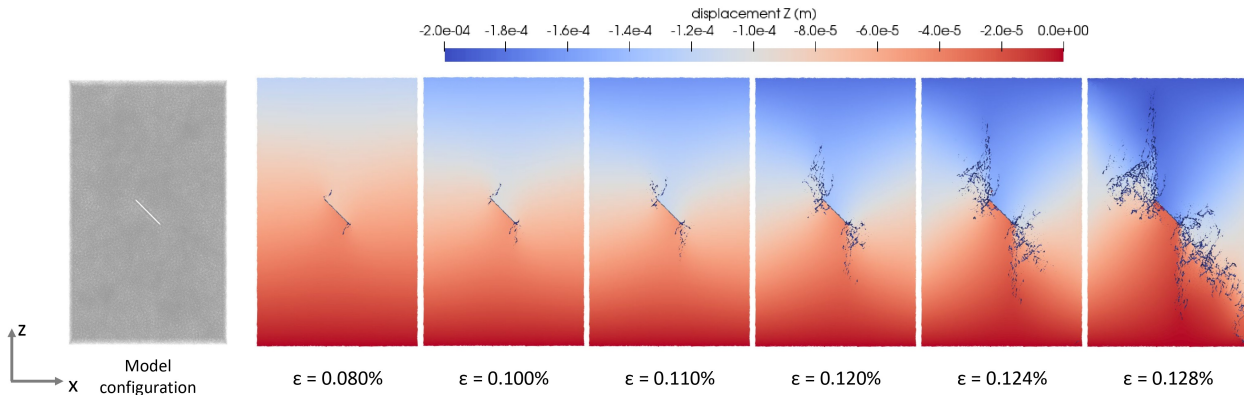 displacement Z (m)
-2.0e-04 -1.8e-4 -1.6e-4 -1.4e-4 -1.2e-4 -1.0e-4 -8.0e-5 -6.0e-5 -4.0e-5 -2.0e-5 0.0e+00
Z
X
Model
configuration
ε = 0.080%
ε = 0.100%
ε = 0.110%
ε = 0.120%
ε = 0.124%
ε = 0.128%